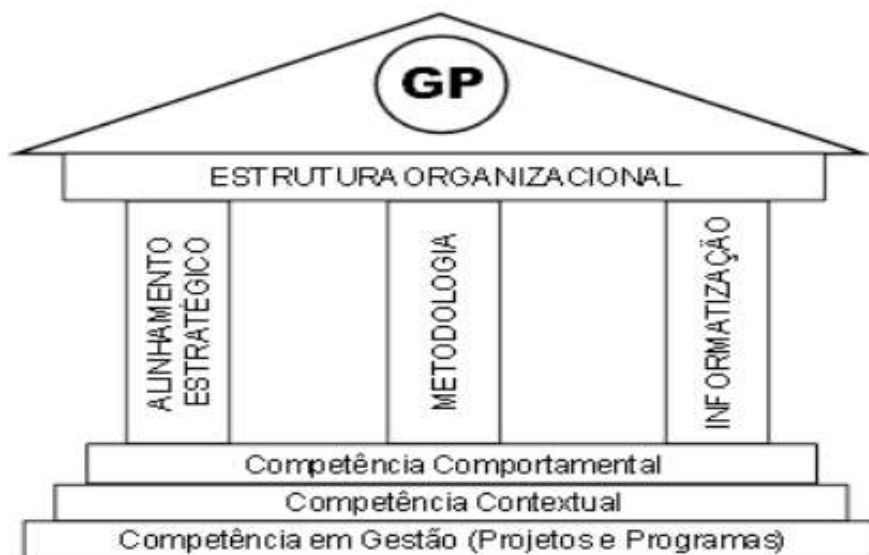 GP
ESTRUTURA ORGANIZACIONAL
ALINHAMENTO
ESTRATÉGICO
METODOLOGIA
INFORMATIZAÇÃO
Competência Comportamental
Competência Contextual
Competência em Gestão (Projetos e Programas)